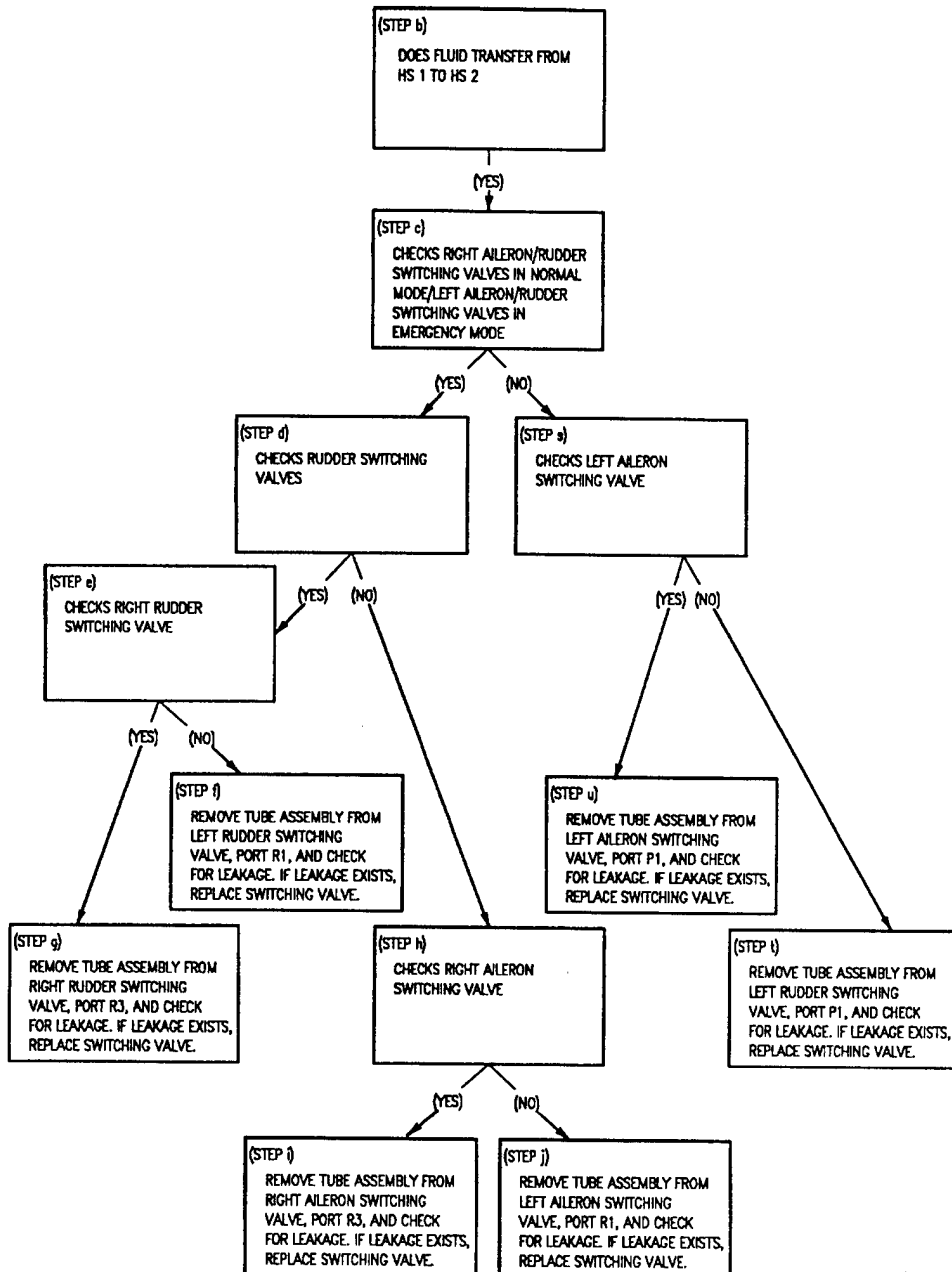 (STEP b)
DOES FLUID TRANSFER FROM
HS 1 TO HS 2
(YES)
(STEP c)
CHECKS RIGHT AILERON/RUDDER
SWITCHING VALVES IN NORMAL
MODE/LEFT AILERON/RUDDER
SWITCHING VALVES IN
EMERGENCY MODE
(YES)
(NO)
(STEP d)
CHECKS RUDDER SWITCHING
VALVES
(STEP s)
CHECKS LEFT AILERON
SWITCHING VALVE
(YES)
(NO)
(YES)
(NO)
(STEP e)
CHECKS RIGHT RUDDER
SWITCHING VALVE
(YES)
(NO)
(STEP f)
REMOVE TUBE ASSEMBLY FROM
LEFT RUDDER SWITCHING
VALVE, PORT R1, AND CHECK
FOR LEAKAGE. IF LEAKAGE EXISTS,
REPLACE SWITCHING VALVE.
(STEP u)
REMOVE TUBE ASSEMBLY FROM
LEFT AILERON SWITCHING
VALVE, PORT P1, AND CHECK
FOR LEAKAGE. IF LEAKAGE EXISTS,
REPLACE SWITCHING VALVE.
(STEP g)
REMOVE TUBE ASSEMBLY FROM
RIGHT RUDDER SWITCHING
VALVE, PORT R3, AND CHECK
FOR LEAKAGE. IF LEAKAGE EXISTS,
REPLACE SWITCHING VALVE.
(STEP h)
CHECKS RIGHT AILERON
SWITCHING VALVE
(STEP t)
REMOVE TUBE ASSEMBLY FROM
LEFT RUDDER SWITCHING
VALVE, PORT P1, AND CHECK
FOR LEAKAGE. IF LEAKAGE EXISTS,
REPLACE SWITCHING VALVE.
(YES)
(NO)
(STEP i)
REMOVE TUBE ASSEMBLY FROM
RIGHT AILERON SWITCHING
VALVE, PORT R3, AND CHECK
FOR LEAKAGE. IF LEAKAGE EXISTS,
REPLACE SWITCHING VALVE.
(STEP j)
REMOVE TUBE ASSEMBLY FROM
LEFT AILERON SWITCHING
VALVE, PORT R1, AND CHECK
FOR LEAKAGE. IF LEAKAGE EXISTS,
REPLACE SWITCHING VALVE.